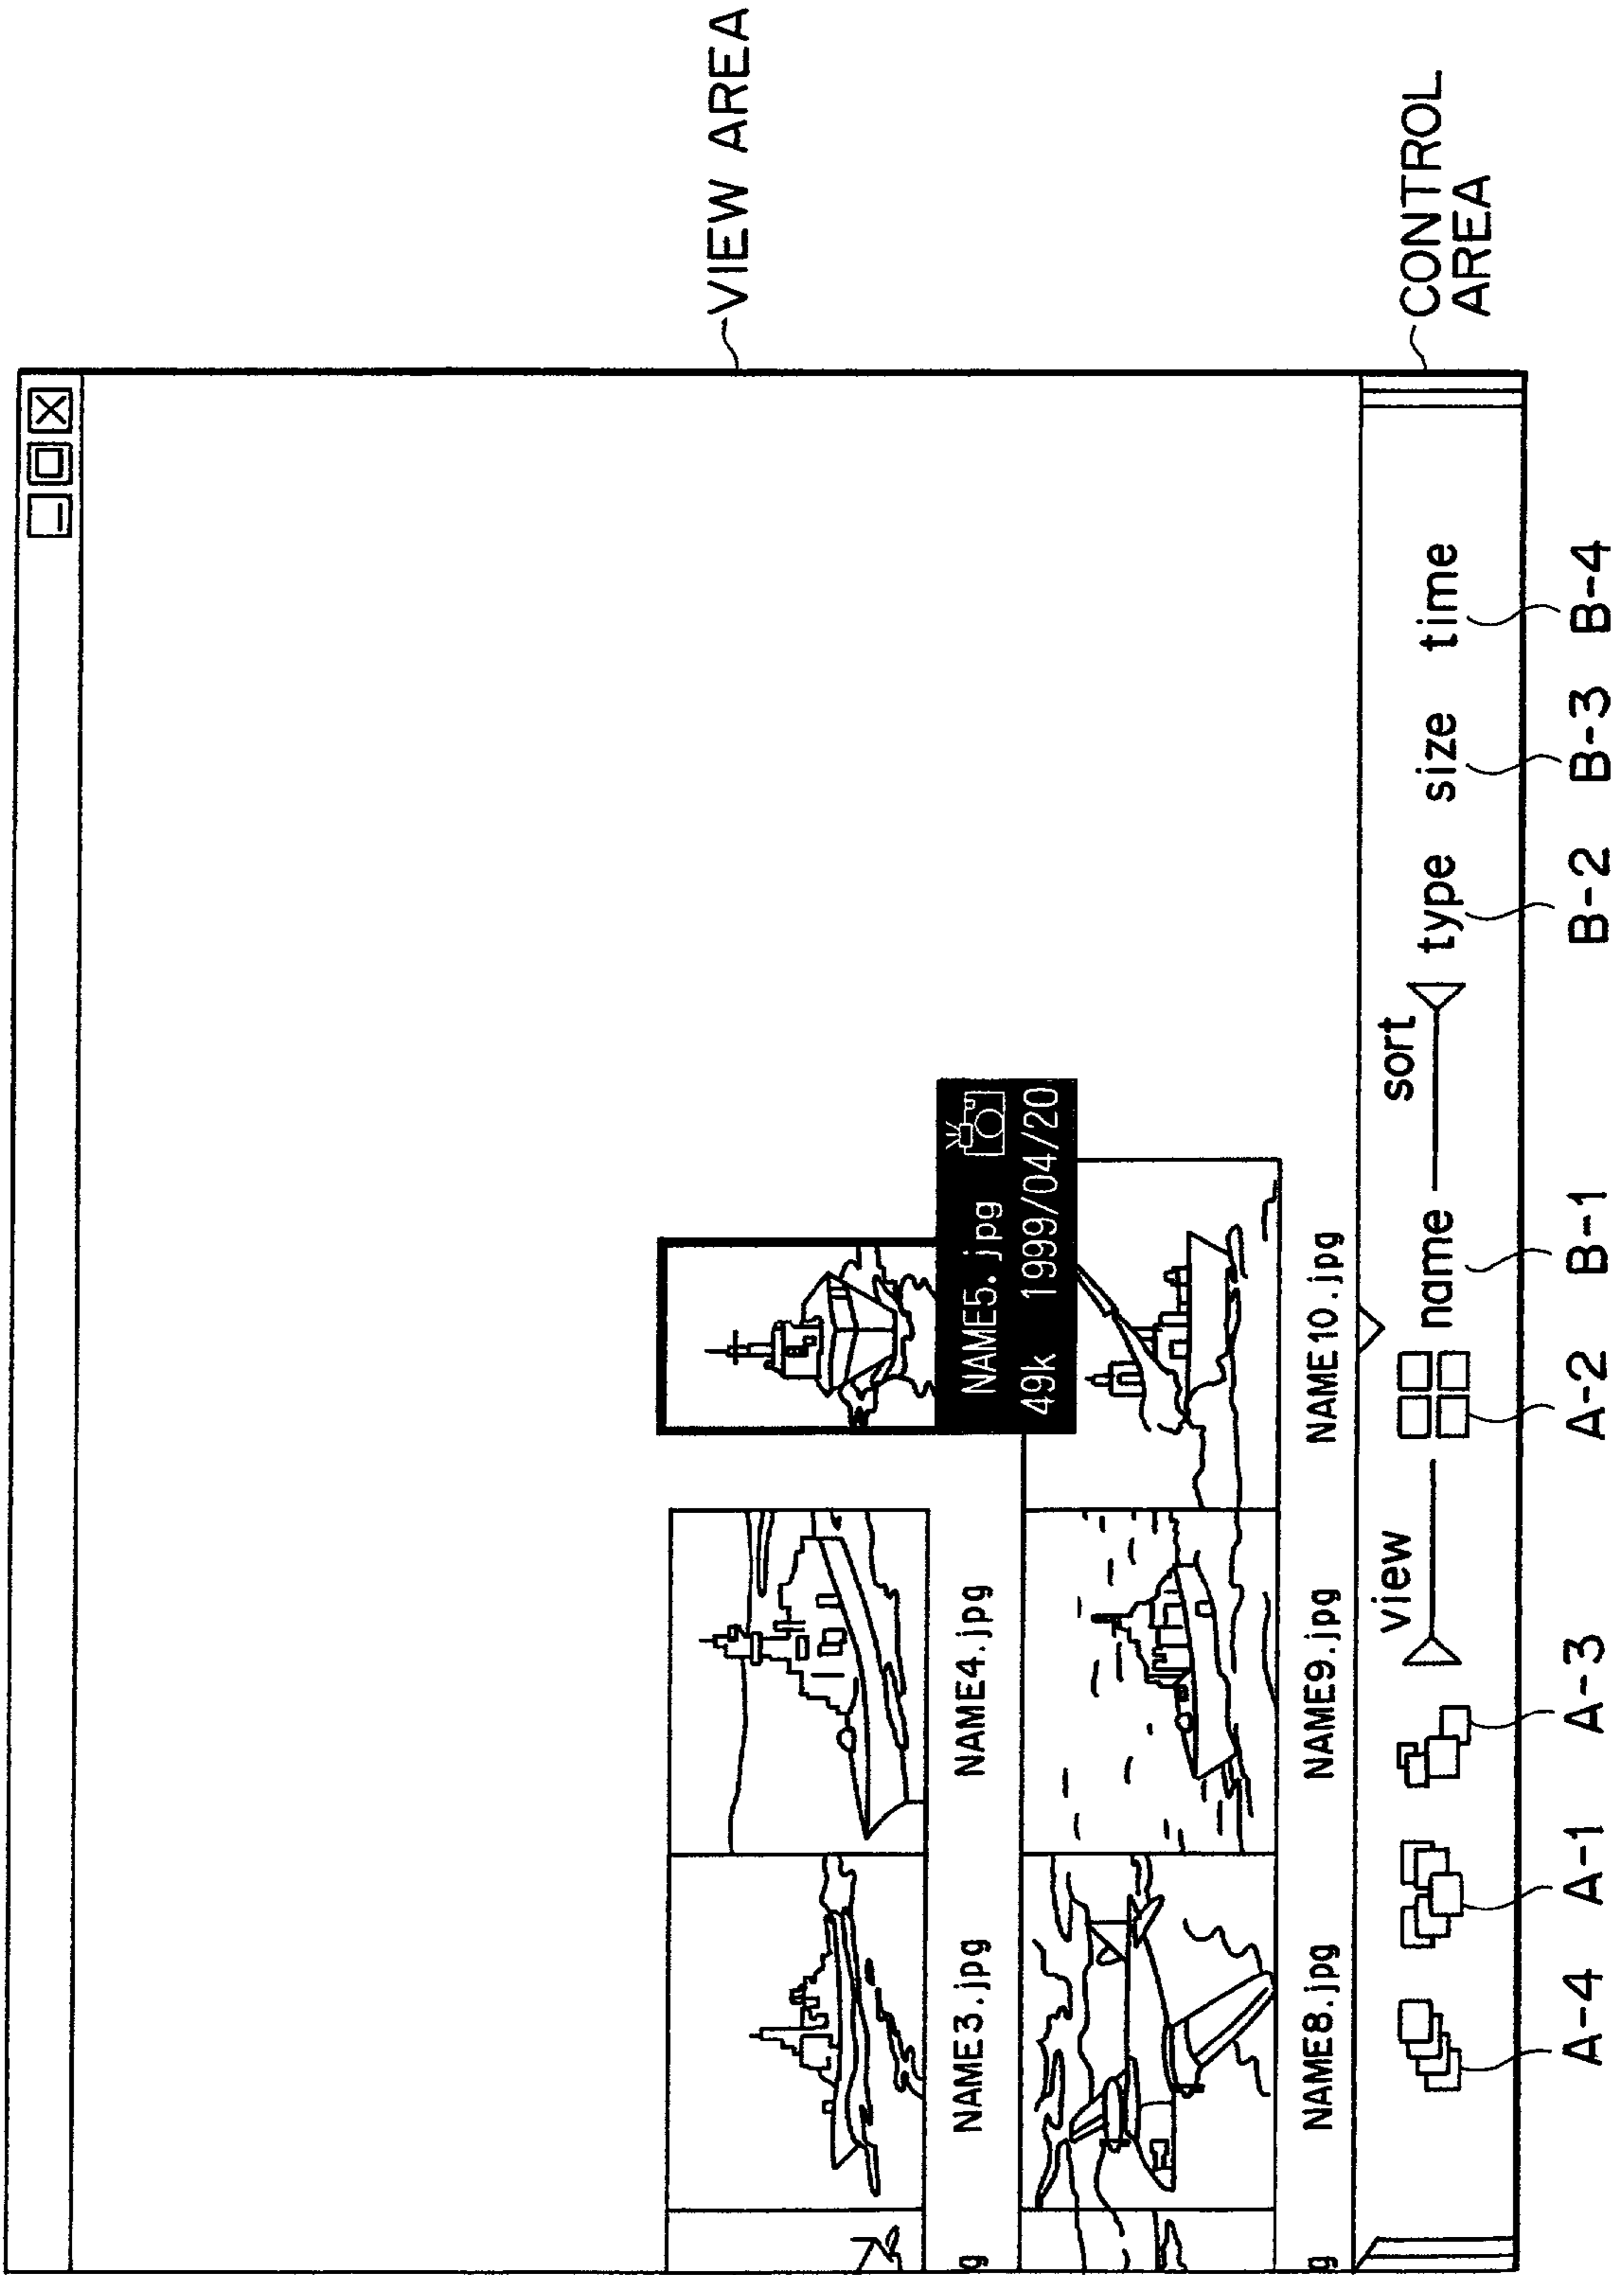 VIEW AREA
NAME3.jpg
NAME4.jpg
NAME5.jpg
49k 1999/04/20
g
NAME8.jpg
NAME9.jpg
NAME10.jpg
g
view
sort
name
type
size
time
CONTROL
AREA
A-4
A-1
A-3
A-2
B-1
B-2
B-3
B-4